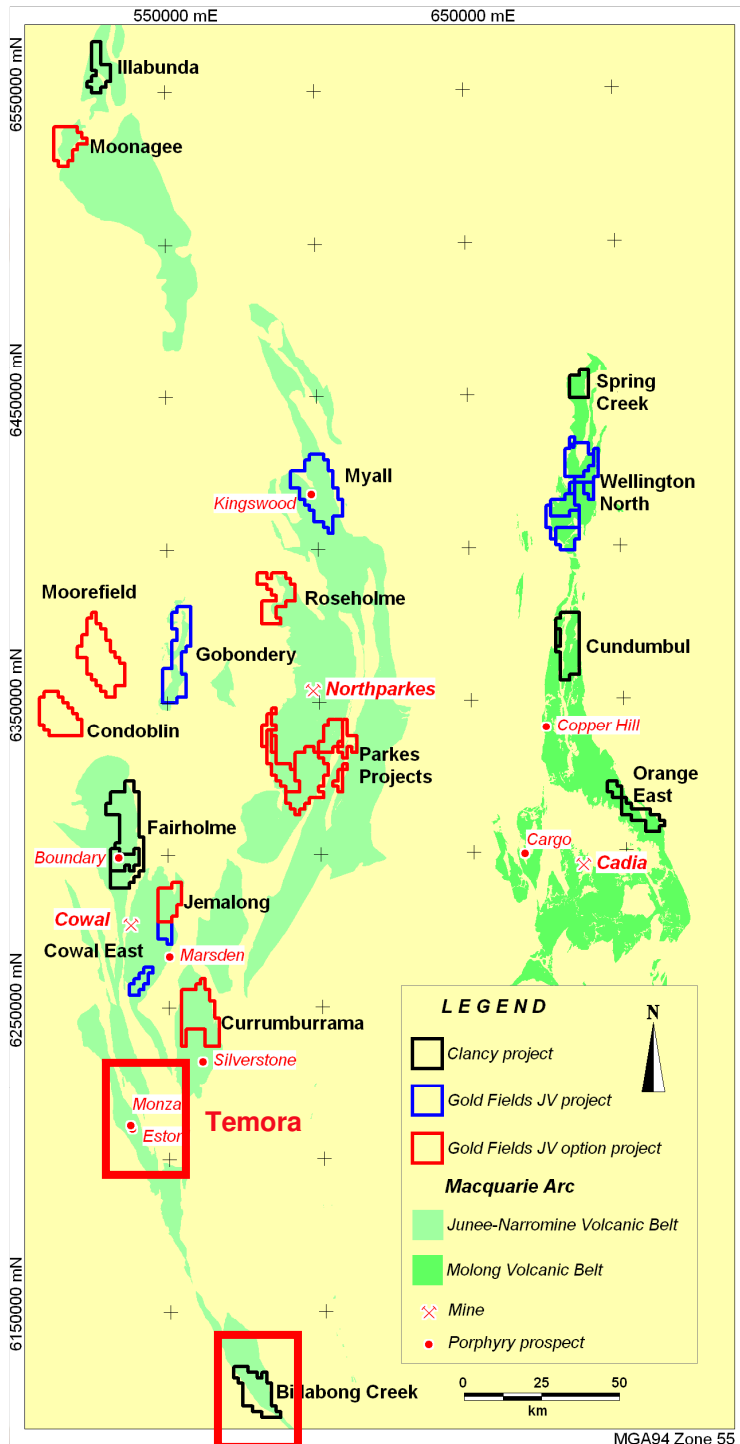 550000 mE
650000 mE
6550000 mN
Illabunda
Moonagee
6450000 mN
Spring
Creek
Myall
Kingswood
Wellington
North
Moorefield
Roseholme
Gobondery
Cundumbul
6350000 mN
Northparkes
Condoblin
Copper Hill
Parkes
Projects
Orange
East
Fairholme
Boundary
Cargo
Cadia
Jemalong
Cowal
Cowal East
Marsden
6250000 mN
Currumburrama
Silverstone
Monza
Temora
Estor
LEGEND
N
Clancy project
Gold Fields JV project
Gold Fields JV option project
Macquarie Arc
Junee-Narromine Volcanic Belt
Molong Volcanic Belt
Mine
Porphyry prospect
6150000 mN
Billabong Creek
0 25 50
km
MGA94 Zone 55